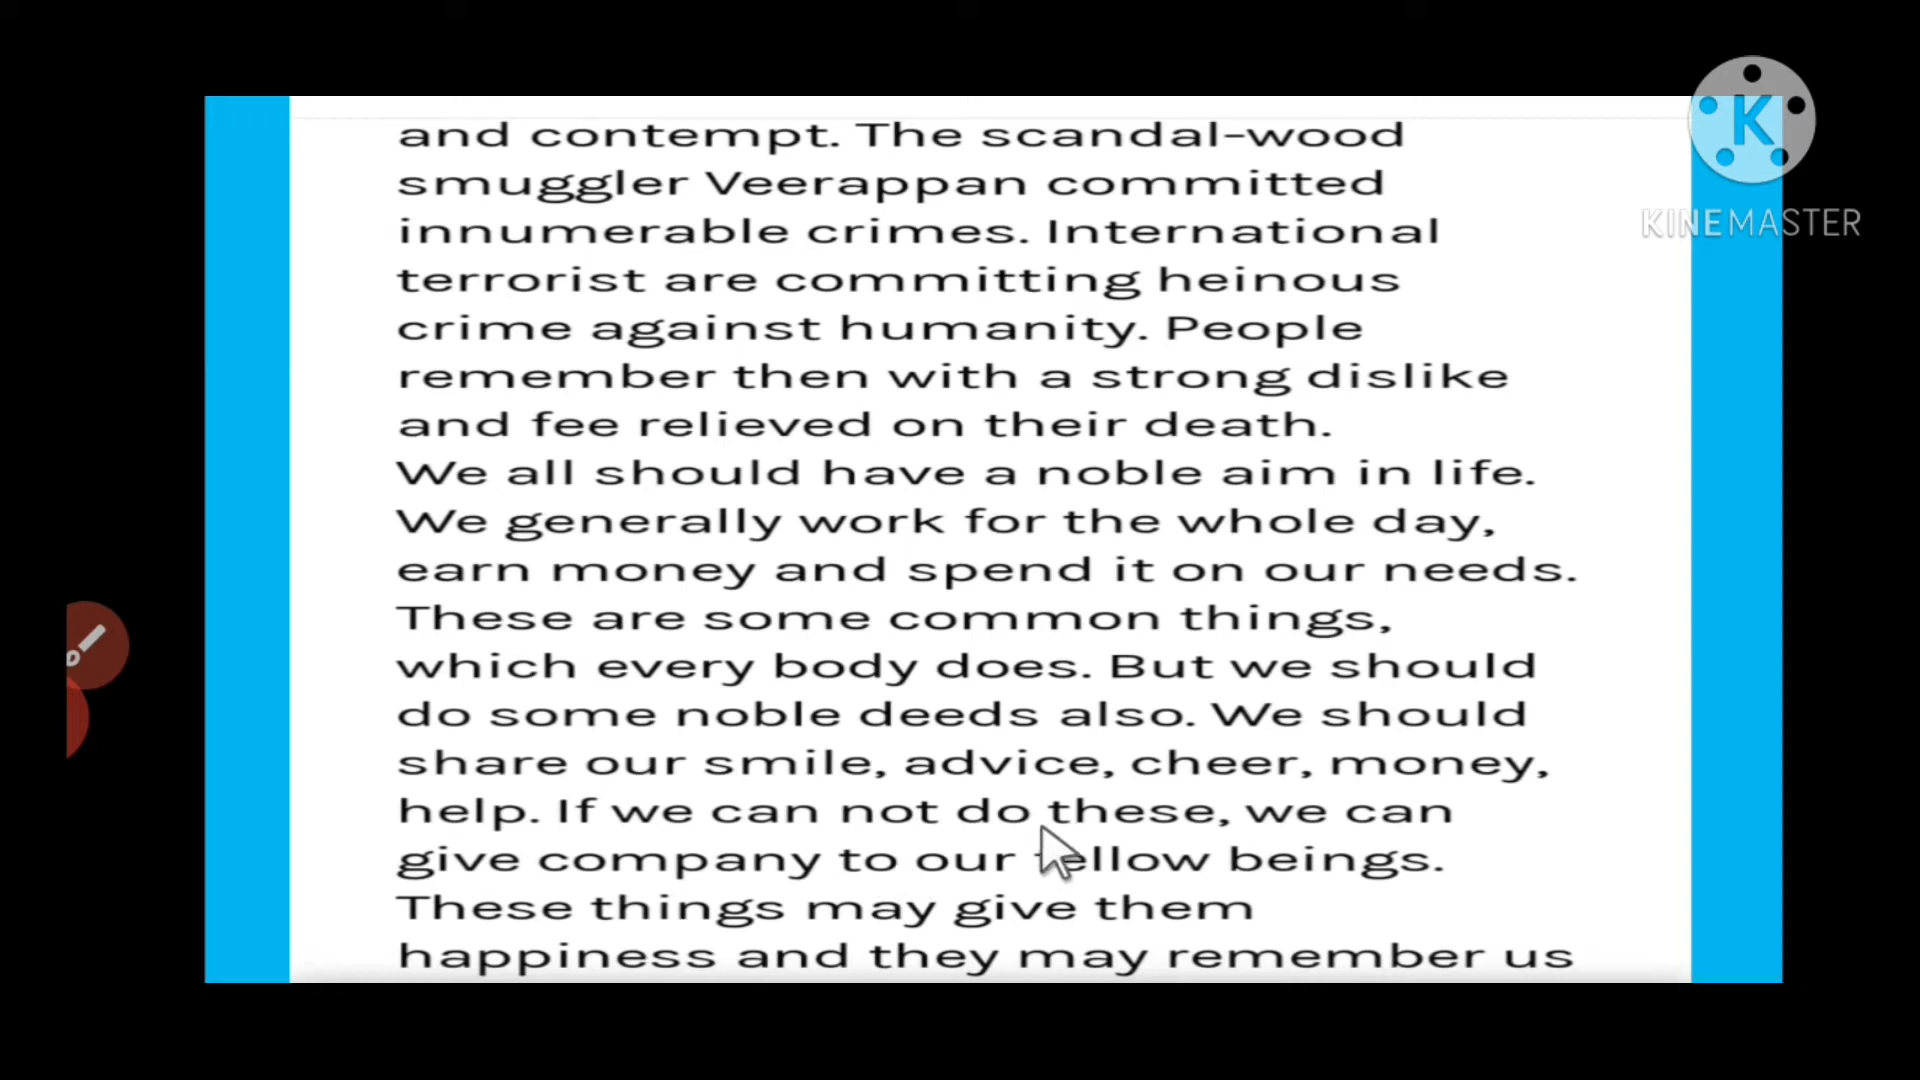 and contempt. The scandal-wood
smuggler Veerappan committed
innumerable crimes. International
terrorist are committing heinous
crime against humanity. People
remember then with a strong dislike
and fee relieved on their death.
We all should have a noble aim in life.
We generally work for the whole day,
earn money and spend it on our needs.
These are some common things,
which every body does. But we should
do some noble deeds also. We should
share our smile, advice, cheer, money,
help. If we can not do these, we can
give company to our fellow beings.
These things may give them
happiness and they may remember us
K
KINEMASTER